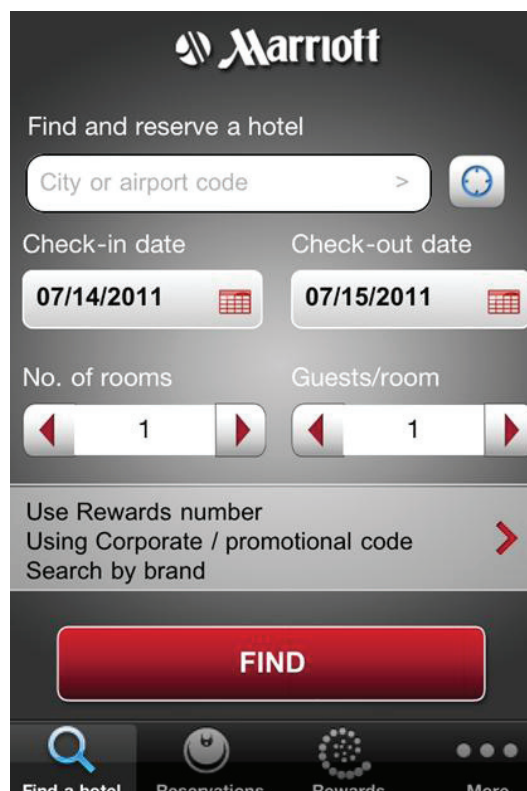 Marriott
Find and reserve a hotel
City or airport code >
Check-in date Check-out date
07/14/2011 07/15/2011
No. of rooms Guests/room
1 1
Use Rewards number
Using Corporate / promotional code
Search by brand
FIND
Find a hotel Reservations Rewards More